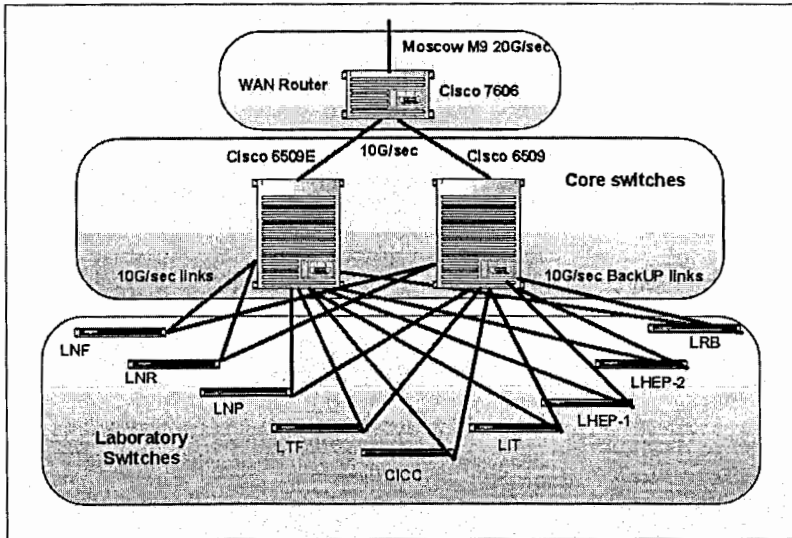 Moscow M9 20G/sec
WAN Router
Cisco 7606
Cisco 6509E
10G/sec
Cisco 6509
Core switches
10G/sec links
10G/sec BackUP links
LNF
LRB
LNR
LHEP-2
LNP
LHEP-1
LTF
LIT
Laboratory
Switches
CICC